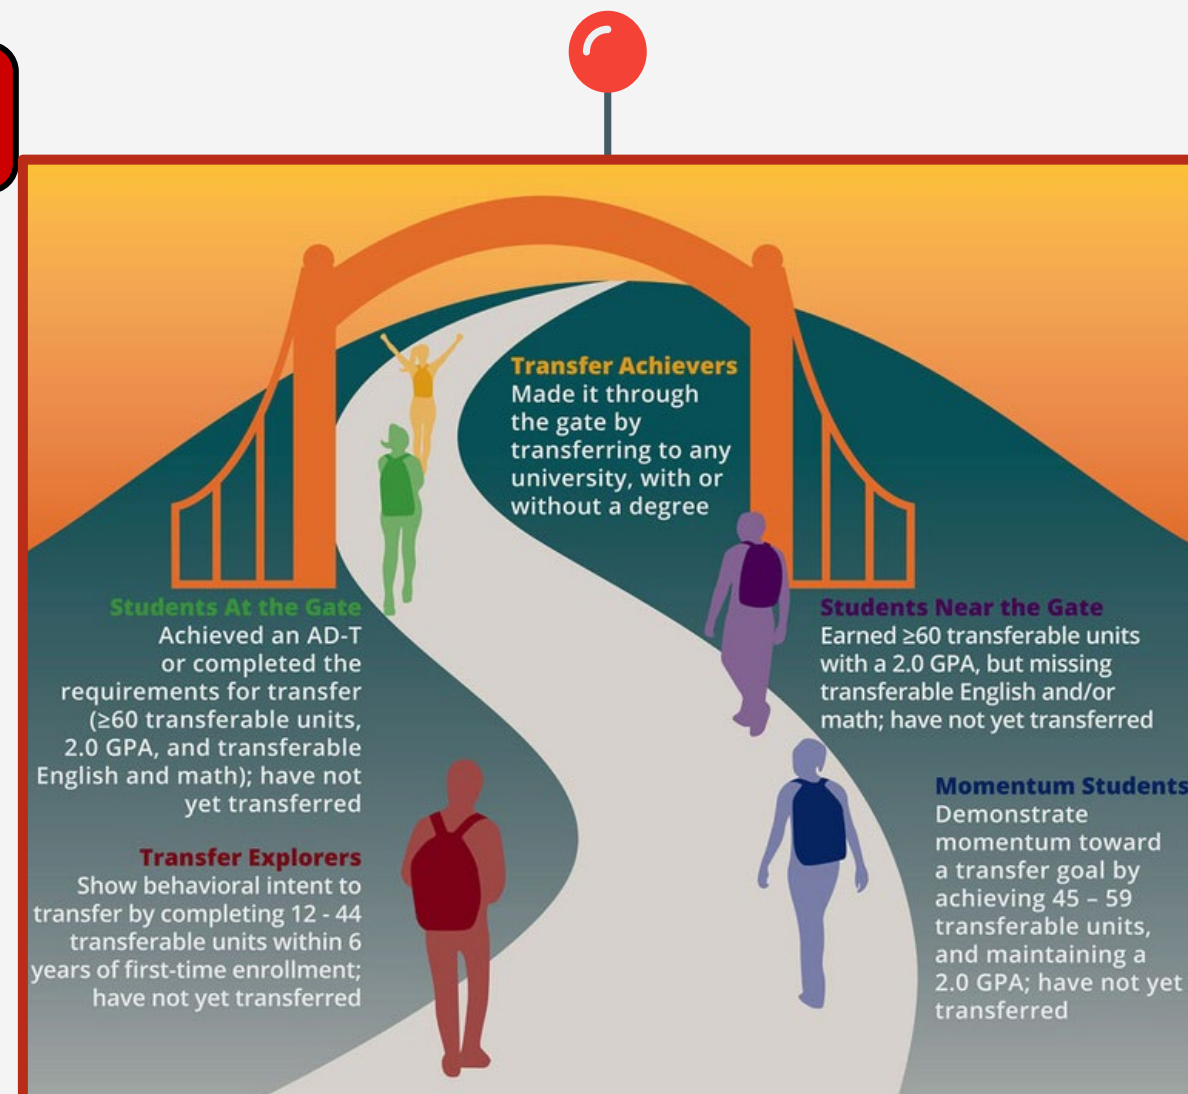 Transfer Achievers
Made it through
the gate by
transferring to any
university, with or
without a degree
Students At the Gate
Achieved an AD-T
or completed the
requirements for transfer
(≥60 transferable units,
2.0 GPA, and transferable
English and math); have not
yet transferred
Students Near the Gate
Earned ≥60 transferable units
with a 2.0 GPA, but missing
transferable English and/or
math; have not yet transferred
Transfer Explorers
Show behavioral intent to
transfer by completing 12 - 44
transferable units within 6
years of first-time enrollment;
have not yet transferred
Momentum Students
Demonstrate
momentum toward
a transfer goal by
achieving 45 – 59
transferable units,
and maintaining a
2.0 GPA; have not yet
transferred